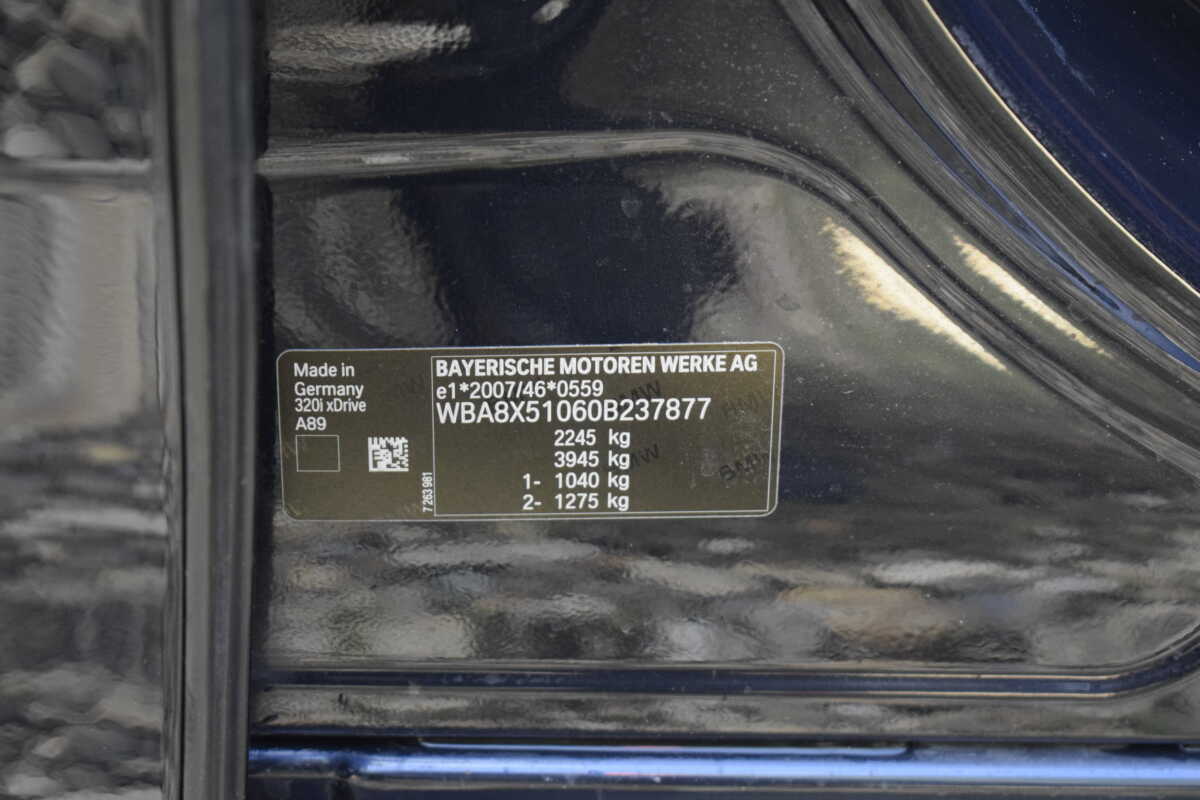 Made in
Germany
320i xDrive
A89
7 263 981
BAYERISCHE MOTOREN WERKE AG
e1*2007/46*0559
WBA8X51060B237877
2245 kg
3945 kg
1- 1040 kg
2- 1275 kg